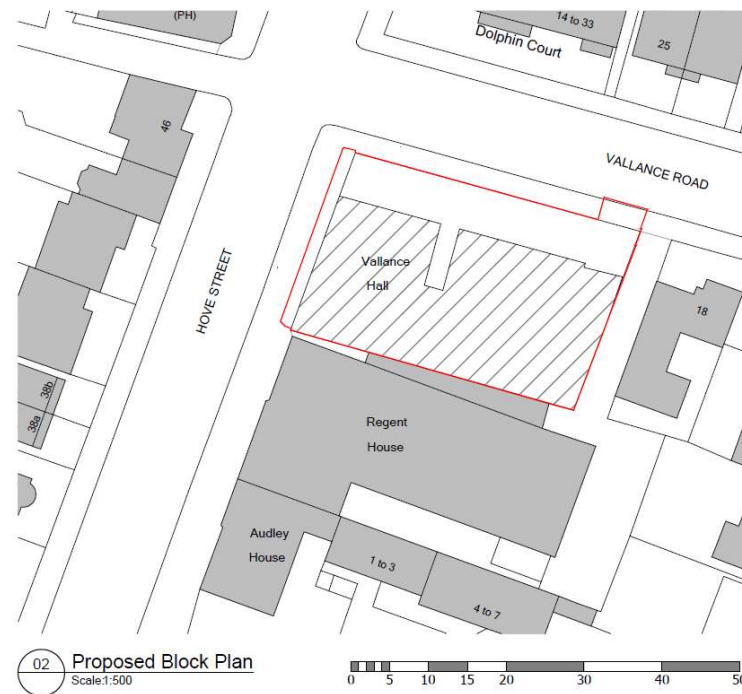 (PH)
14 to 33
Dolphin Court
25
46
VALLANCE ROAD
HOVE STREET
Vallance
Hall
18
38b
38a
Regent
House
Audley
House
1 to 3
4 to 7
02
Proposed Block Plan
Scale:1:500
0 5 10 15 20 30 40 50